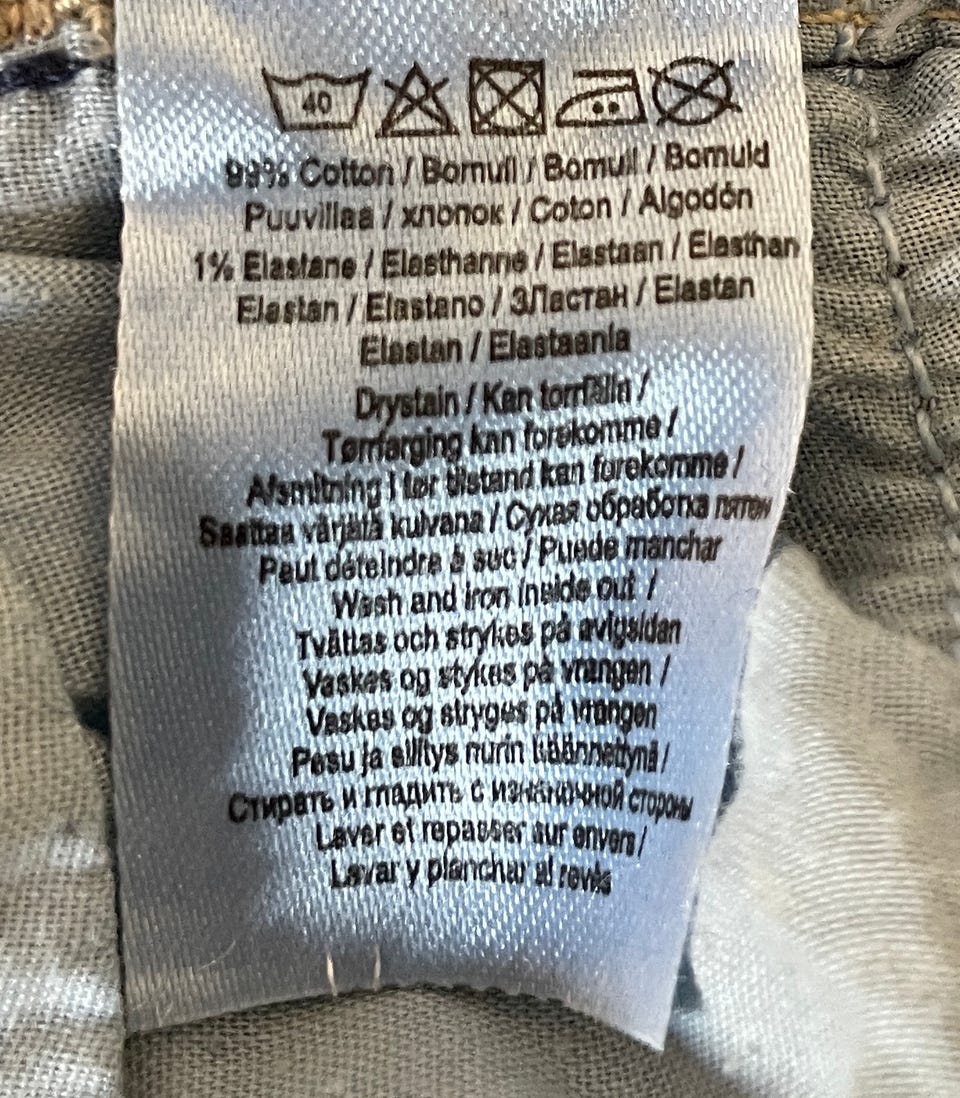 40
99% Cotton / Bomull / Bomull / Bomuld
Puuvillaa / хлопок / Coton / Algodón
1% Elastane / Elasthanne / Elastaan / Elasthan
Elastan / Elastano / ЭЛастан / Elastan
Elastan / Elastaania
Drystain / Kan torrfälln /
Tørrfarging kan forekomme /
Afsmitning I tør tilstand kan forekomme /
Saattaa värjätä kuivana / Сухая обработка пятен
Peut déteindre à sec / Puede manchar
Wash and iron inside out /
Tvättas och strykes på avigsidan
Vaskes og stykes på vrangen /
Vaskes og stryges på vrangen
Pesu ja silitys nurin käännettynä /
Стирать и гладить с изнаночной стороны
Laver et repasser sur envers /
Lavar y planchar al revés